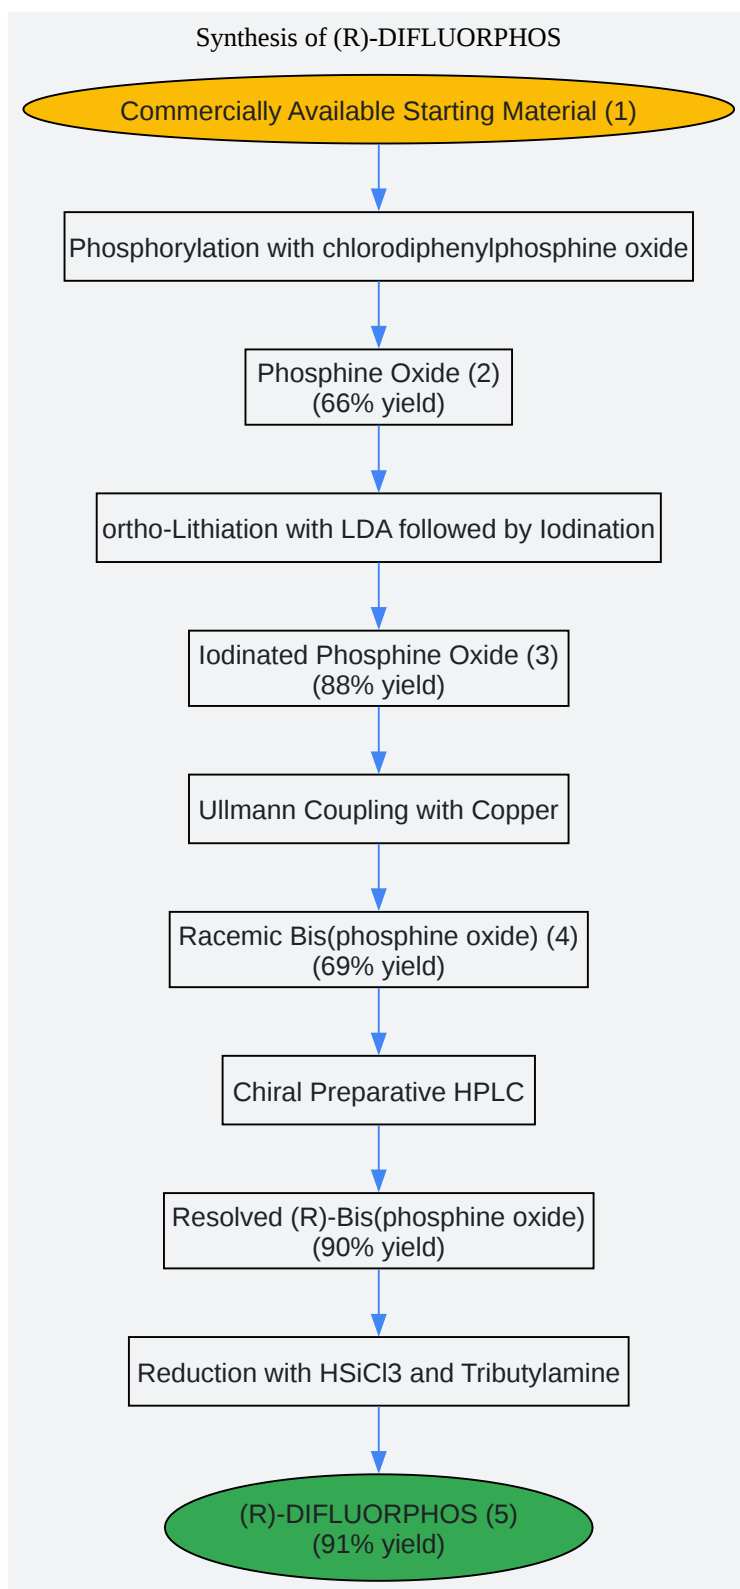 Synthesis of (R)-DIFLUORPHOS
Commercially Available Starting Material (1)
Phosphorylation with chlorodiphenylphosphine oxide
Phosphine Oxide (2)
(66% yield)
ortho-Lithiation with LDA followed by Iodination
Iodinated Phosphine Oxide (3)
(88% yield)
Ullmann Coupling with Copper
Racemic Bis(phosphine oxide) (4)
(69% yield)
Chiral Preparative HPLC
Resolved (R)-Bis(phosphine oxide)
(90% yield)
Reduction with HSiCl3 and Tributylamine
(R)-DIFLUORPHOS (5)
(91% yield)